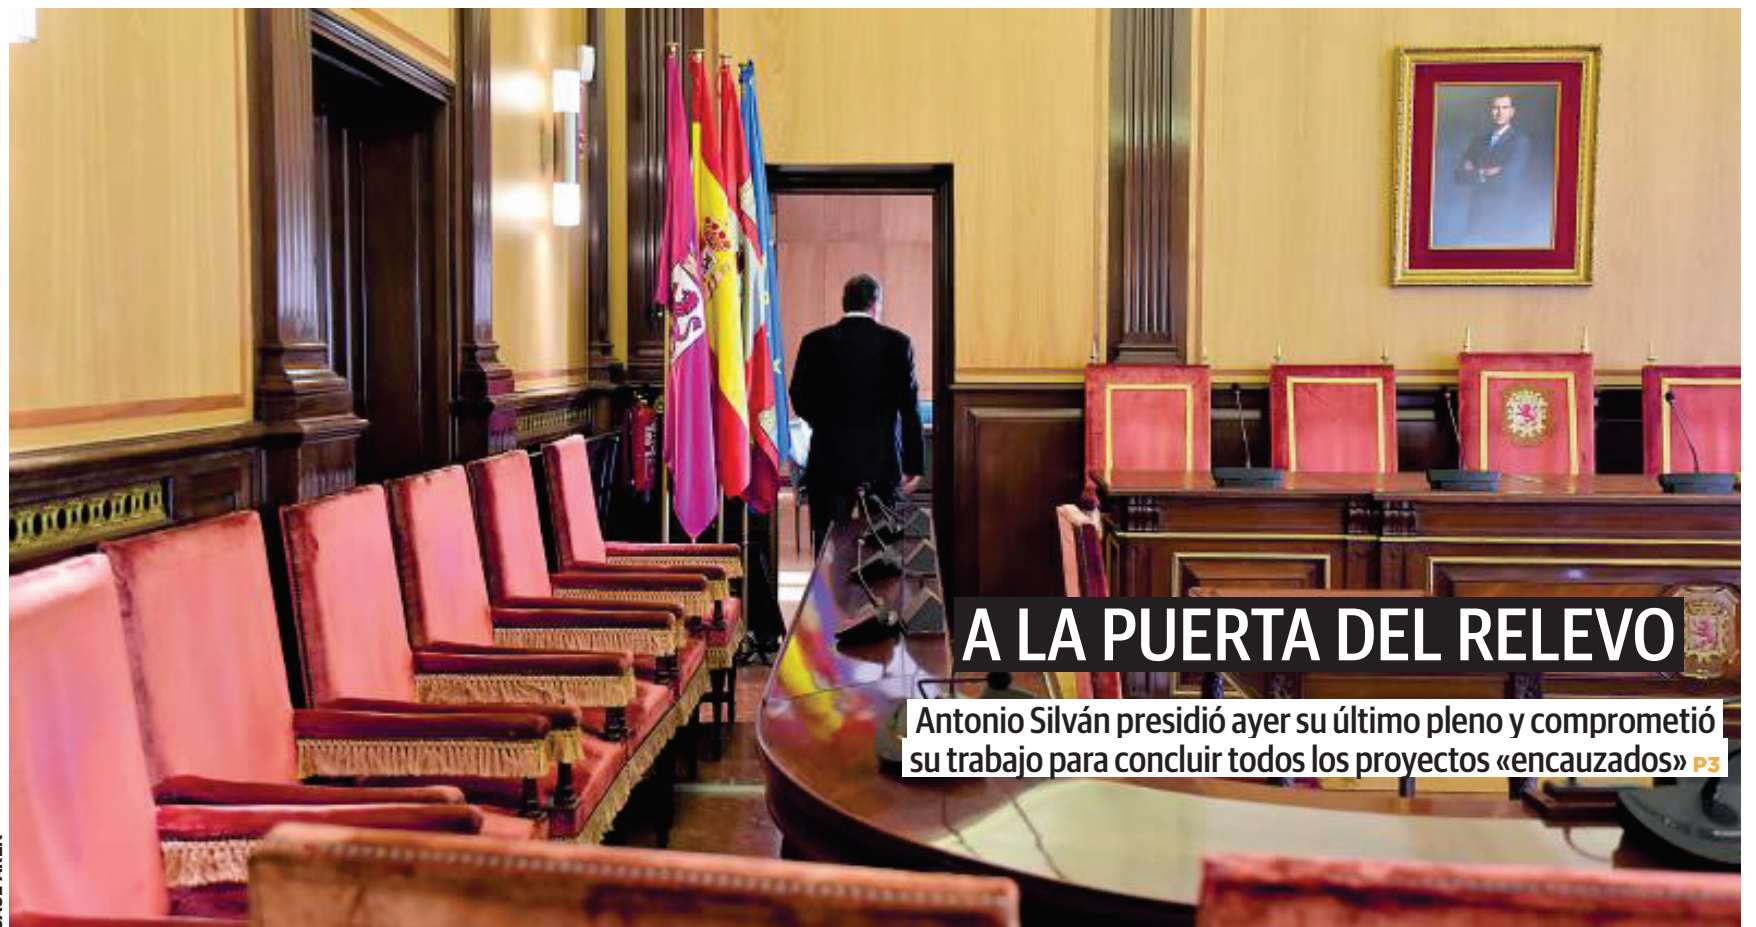 A LA PUERTA DEL RELEVO
Antonio Silván presidió ayer su último pleno y comprometió
su trabajo para concluir todos los proyectos «encauzados» P3